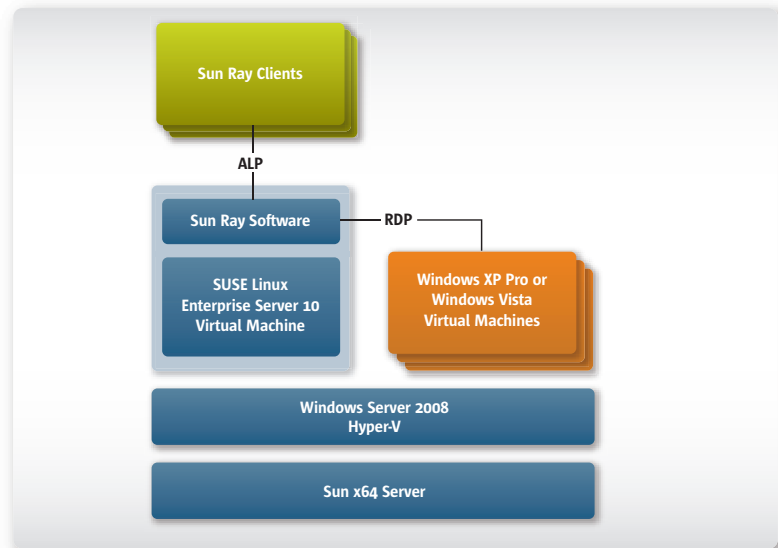 Sun Ray Clients
ALP
Sun Ray Software
RDP
SUSE Linux
Enterprise Server 10
Virtual Machine
Windows XP Pro or
Windows Vista
Virtual Machines
Windows Server 2008
Hyper-V
Sun x64 Server